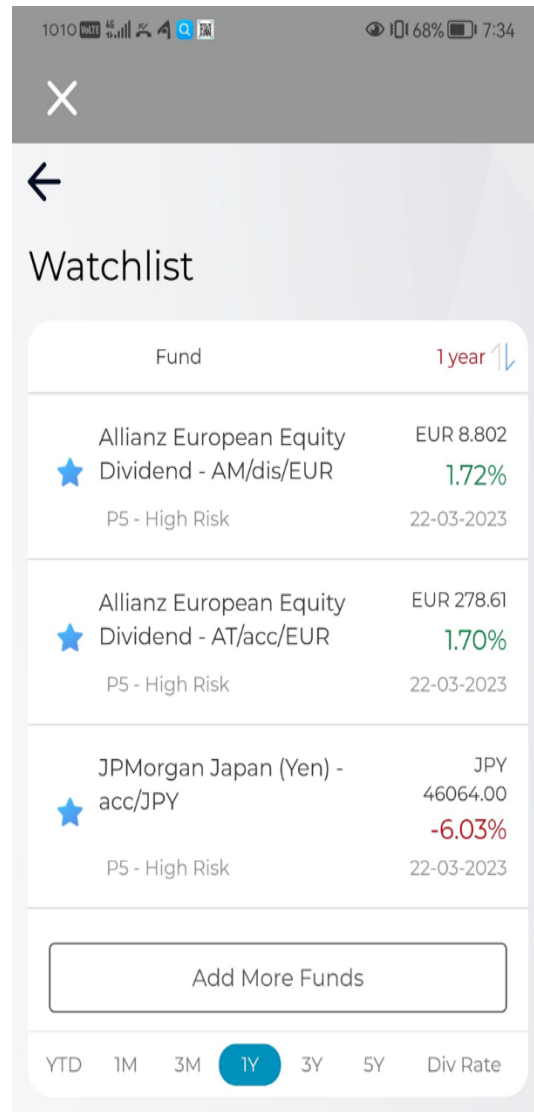 1010 VoLTE 4G 68% 7:34
Watchlist
Fund 1 year
Allianz European Equity EUR 8.802
Dividend - AM/dis/EUR 1.72%
P5 - High Risk 22-03-2023
Allianz European Equity EUR 278.61
Dividend - AT/acc/EUR 1.70%
P5 - High Risk 22-03-2023
JPMorgan Japan (Yen) - JPY
acc/JPY 46064.00
-6.03%
P5 - High Risk 22-03-2023
Add More Funds
YTD 1M 3M 1Y 3Y 5Y Div Rate